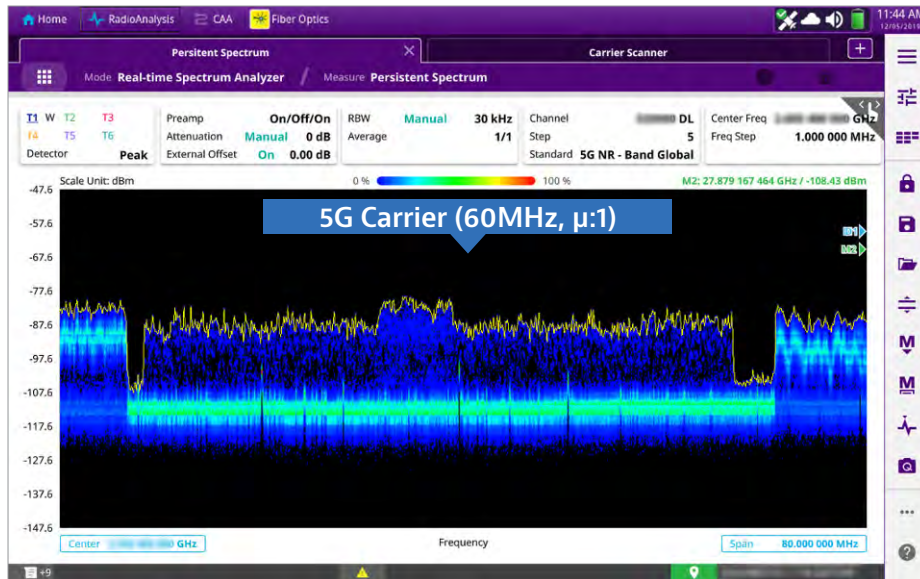 Home RadioAnalysis CAA Fiber Optics
11:44 AM
Persitent Spectrum × Carrier Scanner +
Mode Real-time Spectrum Analyzer / Measure Persistent Spectrum
T1 W T2 T3
T5 T6
Detector Peak
Preamp On/Off/On
Attenuation Manual 0 dB
External Offset On 0.00 dB
RBW Manual 30 kHz
Average 1/1
Channel DL
Step 5
Standard 5G NR - Band Global
Center Freq GHz
Freq Step 1.000 000 MHz
Scale Unit: dBm 0 % 100 % M2: 27.879 167 464 GHz / -108.43 dBm
-47.6
5G Carrier (60MHz, μ:1)
-57.6
M2
-67.6
-77.6
-87.6
-97.6
-107.6
-117.6
-127.6
-137.6
-147.6
Center GHz Frequency Span 80.000 000 MHz
+9
M
M